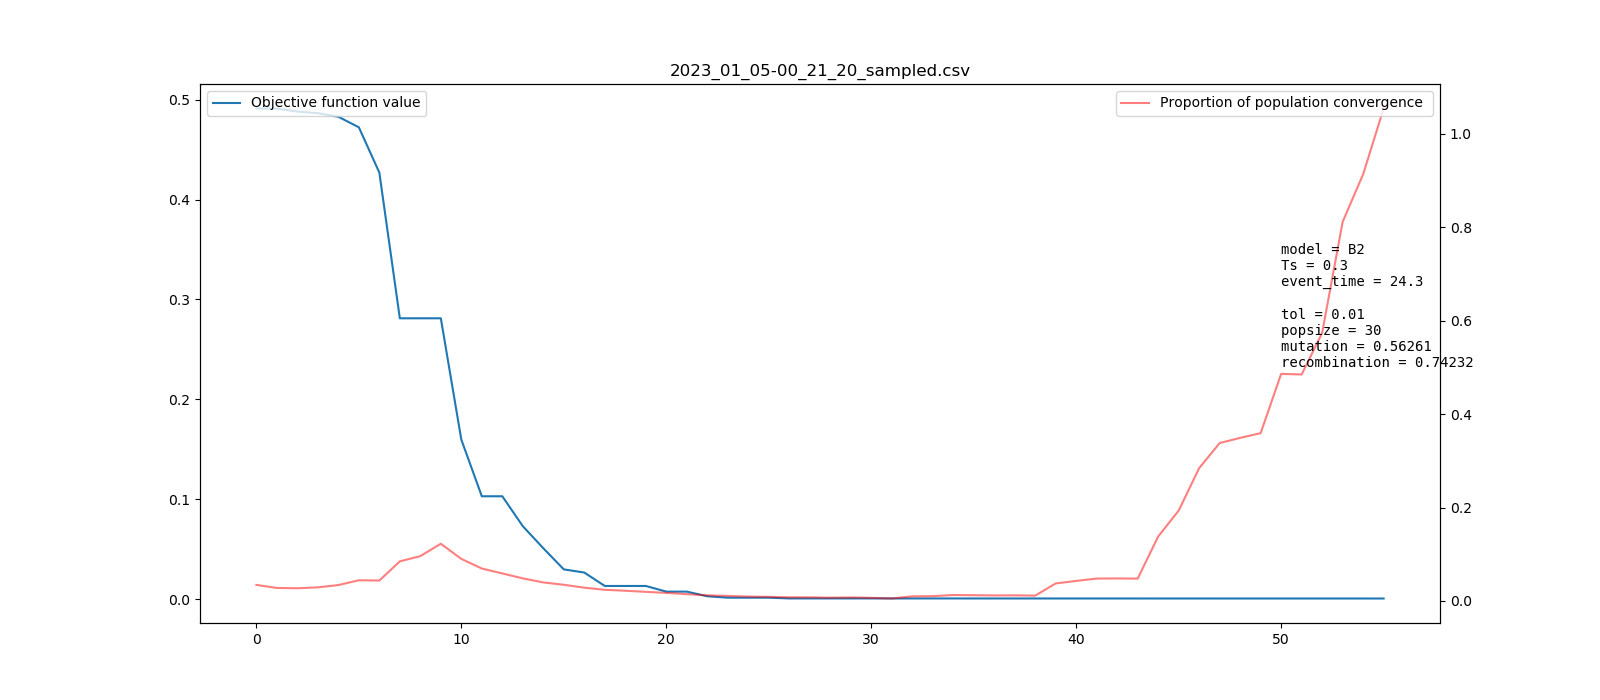 2023_01_05-00_21_20_sampled.csv
Objective function value
Proportion of population convergence
0.5
0.4
0.3
0.2
0.1
0.0
1.0
0.8
0.6
0.4
0.2
0.0
model = B2
Ts = 0.3
event_time = 24.3
tol = 0.01
popsize = 30
mutation = 0.56261
recombination = 0.74232
0 10 20 30 40 50